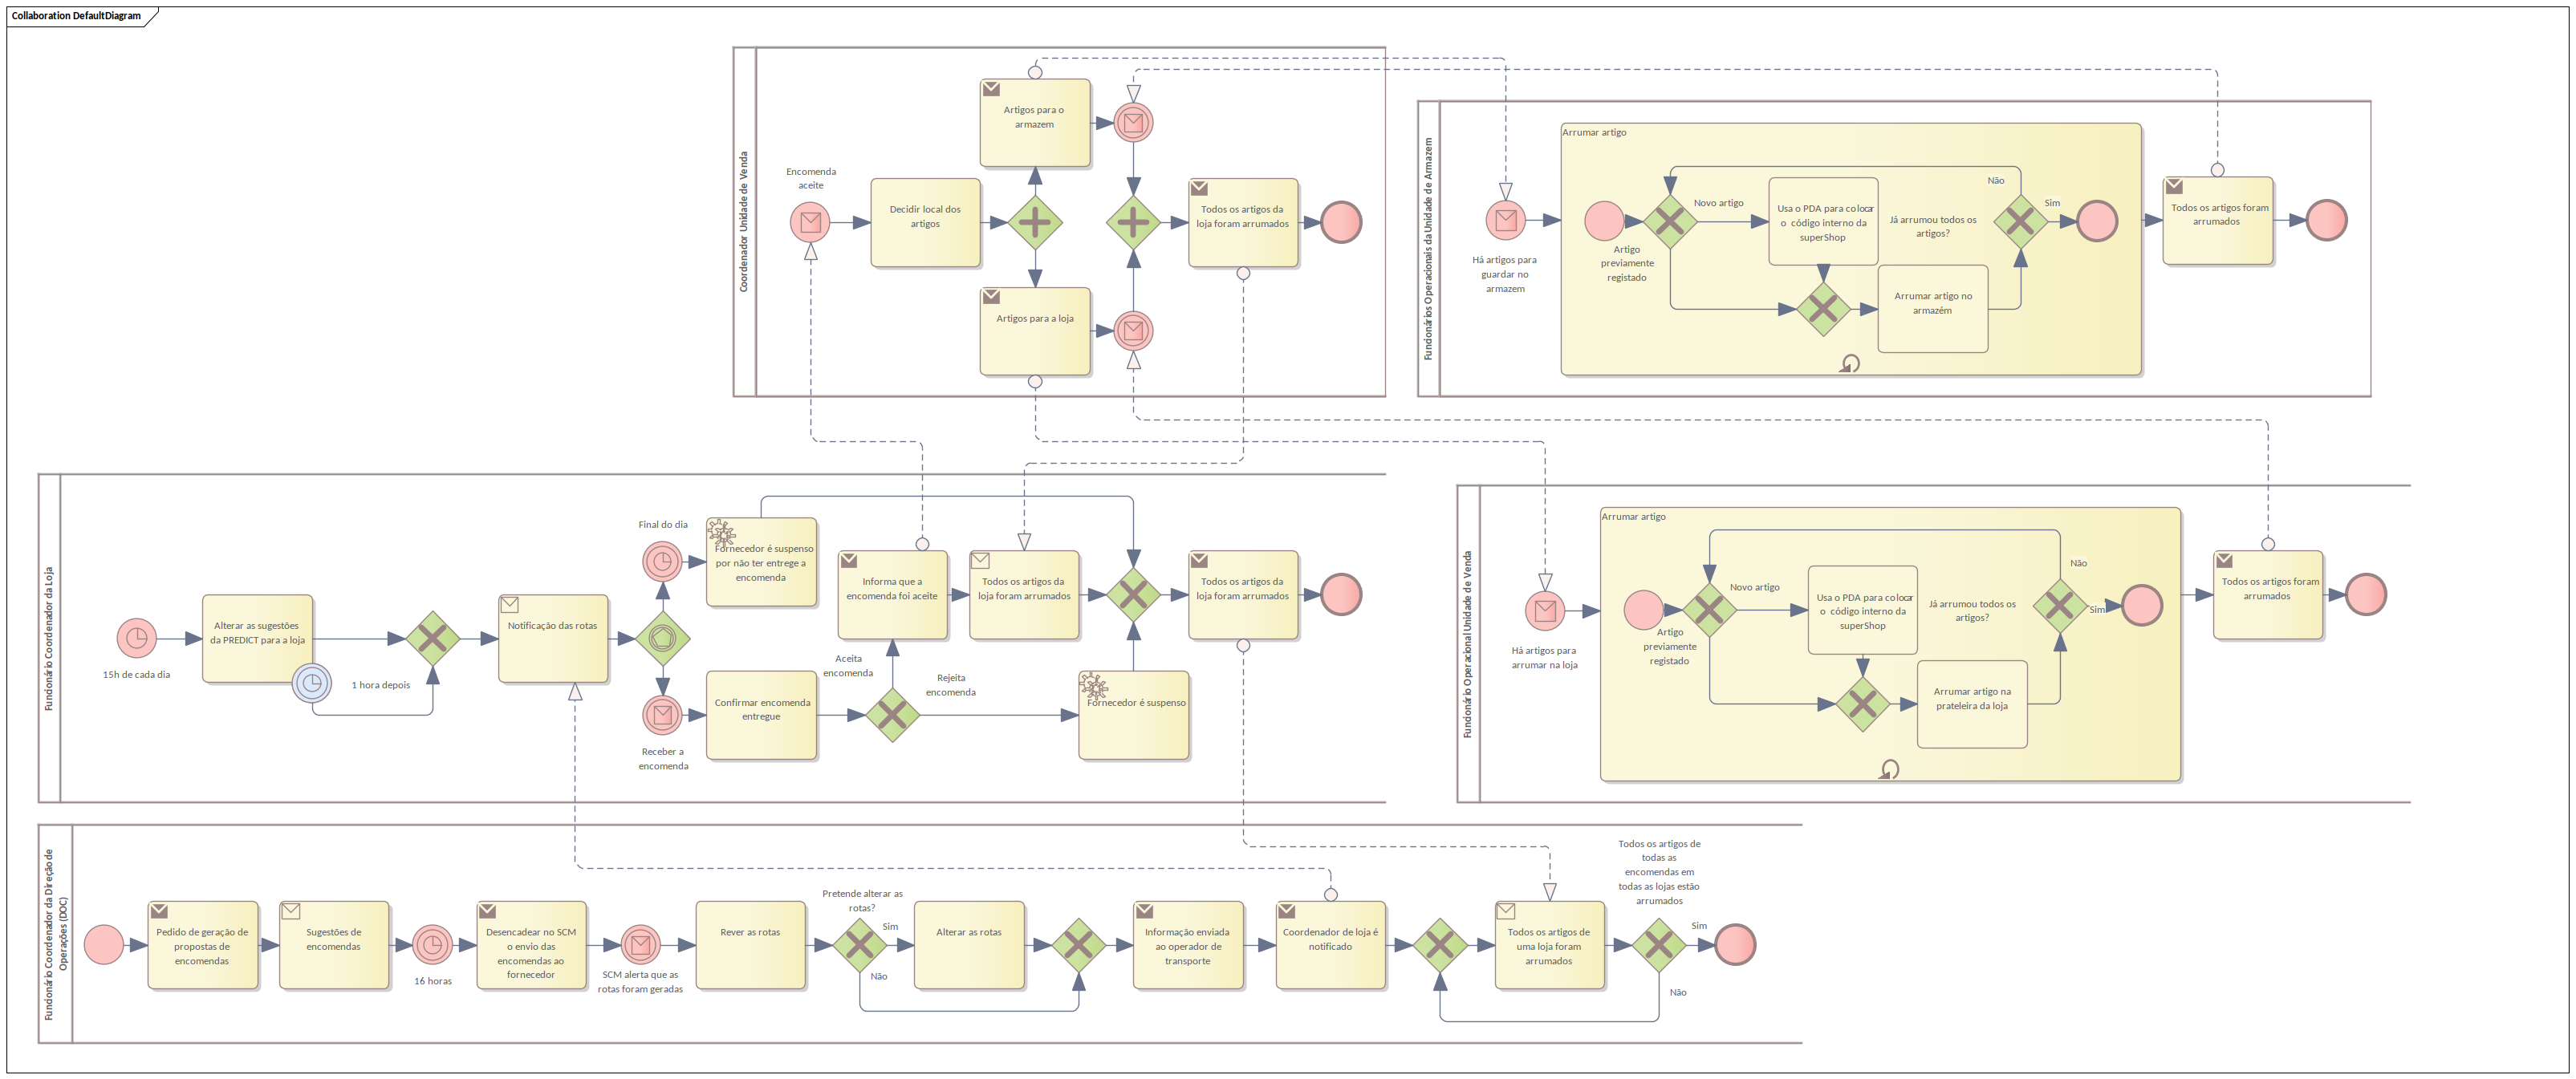 Collaboration DefaultDiagram
Coordenador Unidade de Venda
Encomenda
aceite
Decidir local dos
artigos
Artigos para o
armazem
Artigos para a loja
Todos os artigos da
loja foram arrumados
Funcionários Operacionais da Unidade de Armazem
Há artigos para
guardar no
armazem
Arrumar artigo
Artigo
previamente
registado
Novo artigo
Usa o PDA para colocar
o código interno da
superShop
Já arrumou todos os
artigos?
Não
Sim
Arrumar artigo no
armazém
Todos os artigos foram
arrumados
Funcionário Coordenador da Loja
15h de cada dia
Alterar as sugestões
da PREDICT para a loja
1 hora depois
Notificação das rotas
Final do dia
Fornecedor é suspenso
por não ter entrege a
encomenda
Receber a
encomenda
Confirmar encomenda
entregue
Aceita
encomenda
Rejeita
encomenda
Informa que a
encomenda foi aceite
Todos os artigos da
loja foram arrumados
Fornecedor é suspenso
Todos os artigos da
loja foram arrumados
Funcionário Operacional Unidade de Venda
Há artigos para
arrumar na loja
Arrumar artigo
Artigo
previamente
registado
Novo artigo
Usa o PDA para colocar
o código interno da
superShop
Já arrumou todos os
artigos?
Não
Sim
Arrumar artigo na
prateleira da loja
Todos os artigos foram
arrumados
Funcionário Coordenador da Direção de
Operações (DOC)
Pedido de geração de
propostas de
encomendas
Sugestões de
encomendas
16 horas
Desencadear no SCM
o envio das
encomendas ao
fornecedor
SCM alerta que as
rotas foram geradas
Rever as rotas
Pretende alterar as
rotas?
Sim
Não
Alterar as rotas
Informação enviada
ao operador de
transporte
Coordenador de loja é
notificado
Todos os artigos de
uma loja foram
arrumados
Todos os artigos de
todas as
encomendas em
todas as lojas estão
arrumados
Sim
Não